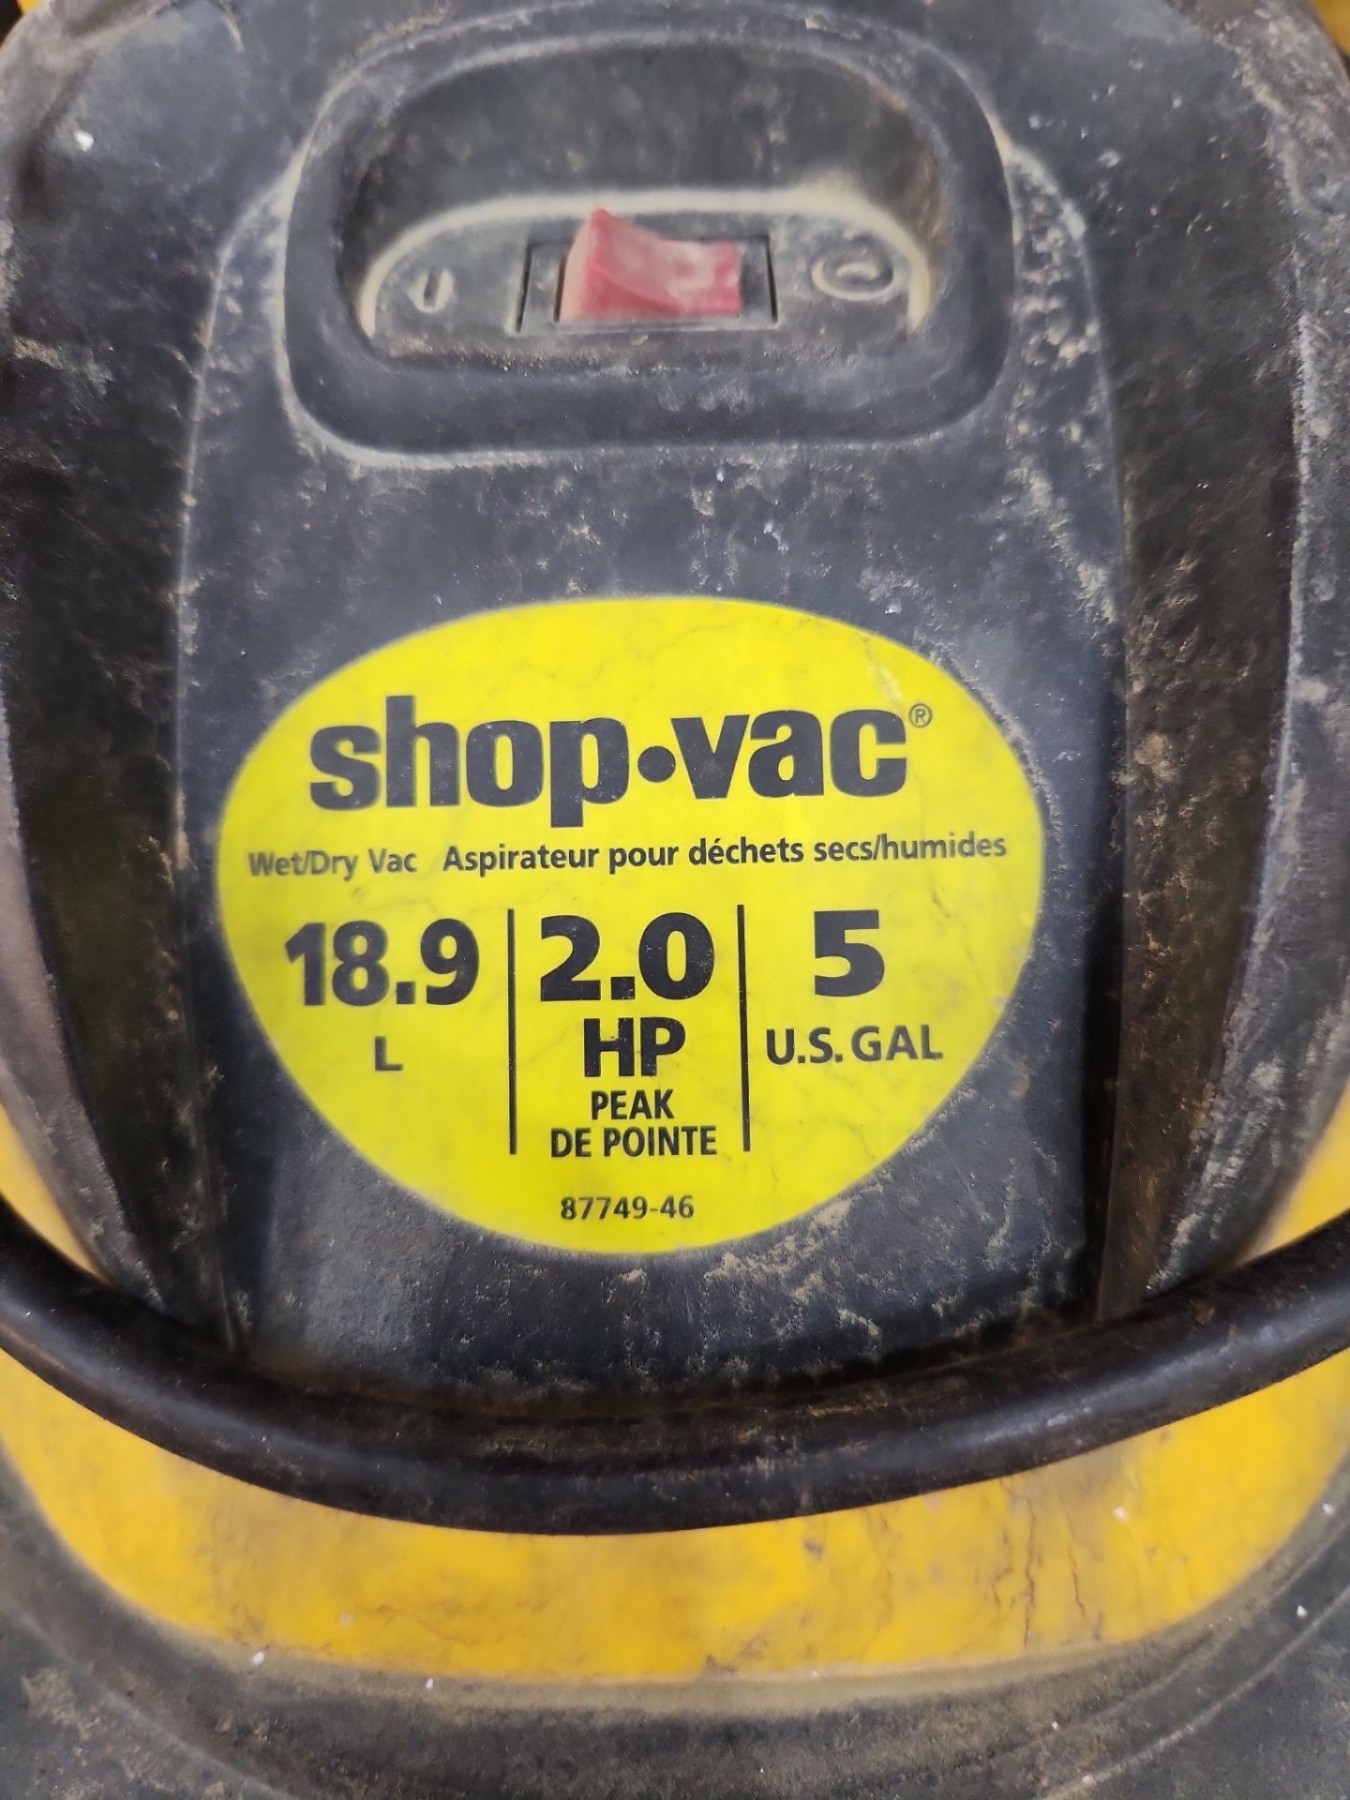 shop•vac®
Wet/Dry Vac Aspirateur pour déchets secs/humides
18.9 2.0 5
L HP U.S. GAL
PEAK
DE POINTE
87749-46